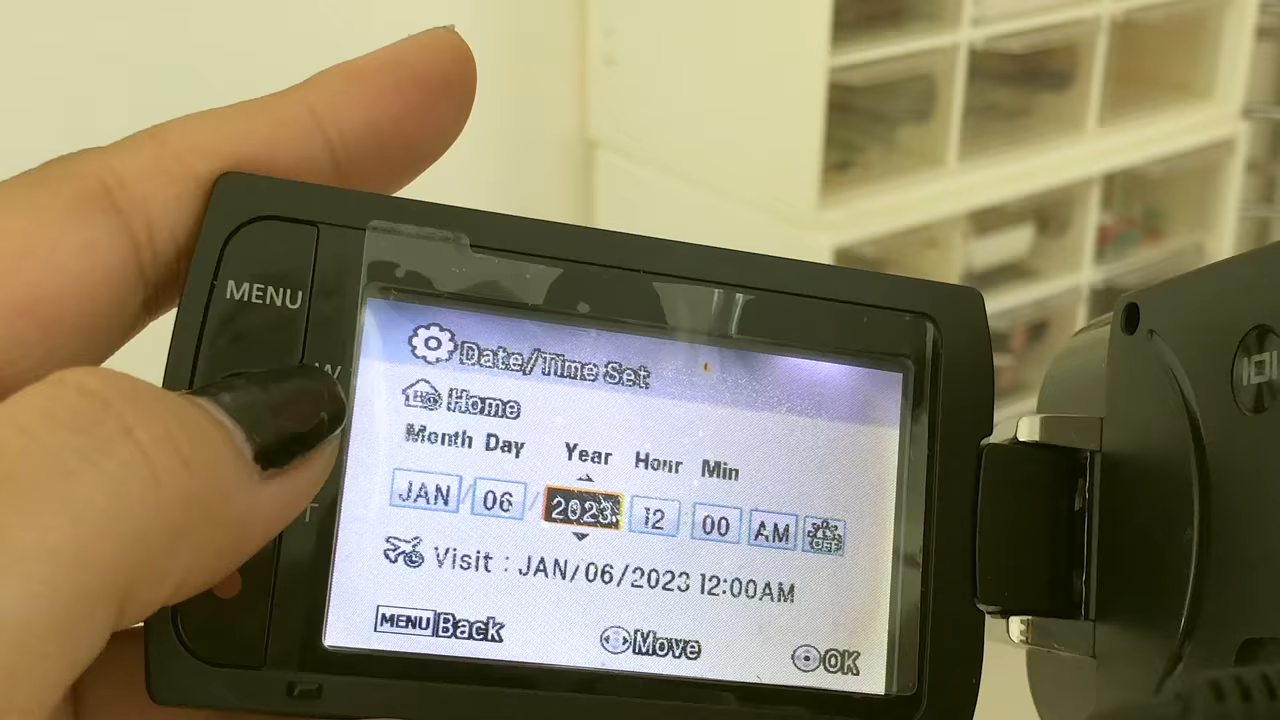 MENU
W
T
Date/Time Set
Home
Month Day Year Hour Min
JAN / 06 / 2023 12 00 AM OFF
Visit : JAN/06/2023 12:00AM
MENU Back Move OK